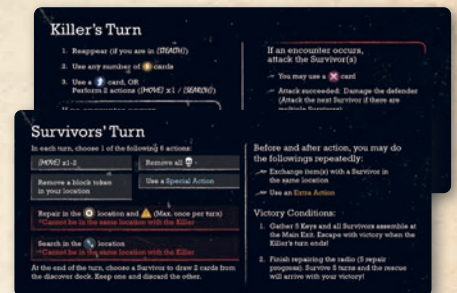 Killer's Turn
1. Reappear (if you are in [DEATH])
2. Use any number of cards
3. Use a card, OR
Perform 2 actions ([MOVE] x1 / [SEARCH])
If an encounter occurs,
attack the Survivor(s)
You may use a card
Attack succeeded: Damage the defender
(Attack the next Survivor if there are
multiple Survivors)
Survivors' Turn
In each turn, choose 1 of the following 6 actions:
[MOVE] x1-2
Remove all
Remove a block token
in your location
Use a Special Action
Repair in the location and (Max. once per turn)
*Cannot be in the same location with the Killer
Search in the location
*Cannot be in the same location with the Killer
At the end of the turn, choose a Survivor to draw 2 cards from
the discover deck. Keep one and discard the other.
Before and after action, you may do
the followings repeatedly:
Exchange item(s) with a Survivor in
the same location
Use an Extra Action
Victory Conditions:
1. Gather 5 Keys and all Survivors assemble at
the Main Exit. Escape with victory when the
Killer's turn ends!
2. Finish repairing the radio (5 repair
progress). Survive 5 turns and the rescue
will arrive with your victory!